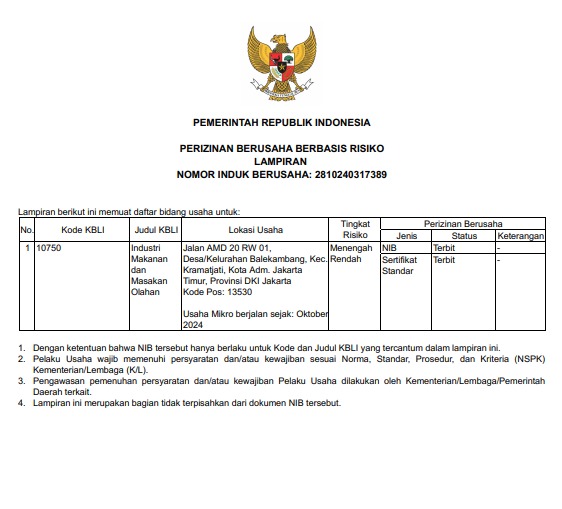 PEMERINTAH REPUBLIK INDONESIA
PERIZINAN BERUSAHA BERBASIS RISIKO
LAMPIRAN
NOMOR INDUK BERUSAHA: 2810240317389
Lampiran berikut ini memuat daftar bidang usaha untuk:
No. Kode KBLI Judul KBLI Lokasi Usaha Tingkat Risiko Perizinan Berusaha
Jenis Status Keterangan
1 10750 Industri Jalan AMD 20 RW 01, Menengah NIB Terbit -
Makanan Desa/Kelurahan Balekambang, Kec. Rendah Sertifikat Terbit -
dan Kramatjati, Kota Adm. Jakarta Standar
Masakan Timur, Provinsi DKI Jakarta
Olahan Kode Pos: 13530
Usaha Mikro berjalan sejak: Oktober
2024
1. Dengan ketentuan bahwa NIB tersebut hanya berlaku untuk Kode dan Judul KBLI yang tercantum dalam lampiran ini.
2. Pelaku Usaha wajib memenuhi persyaratan dan/atau kewajiban sesuai Norma, Standar, Prosedur, dan Kriteria (NSPK)
Kementerian/Lembaga (K/L).
3. Pengawasan pemenuhan persyaratan dan/atau kewajiban Pelaku Usaha dilakukan oleh Kementerian/Lembaga/Pemerintah
Daerah terkait.
4. Lampiran ini merupakan bagian tidak terpisahkan dari dokumen NIB tersebut.